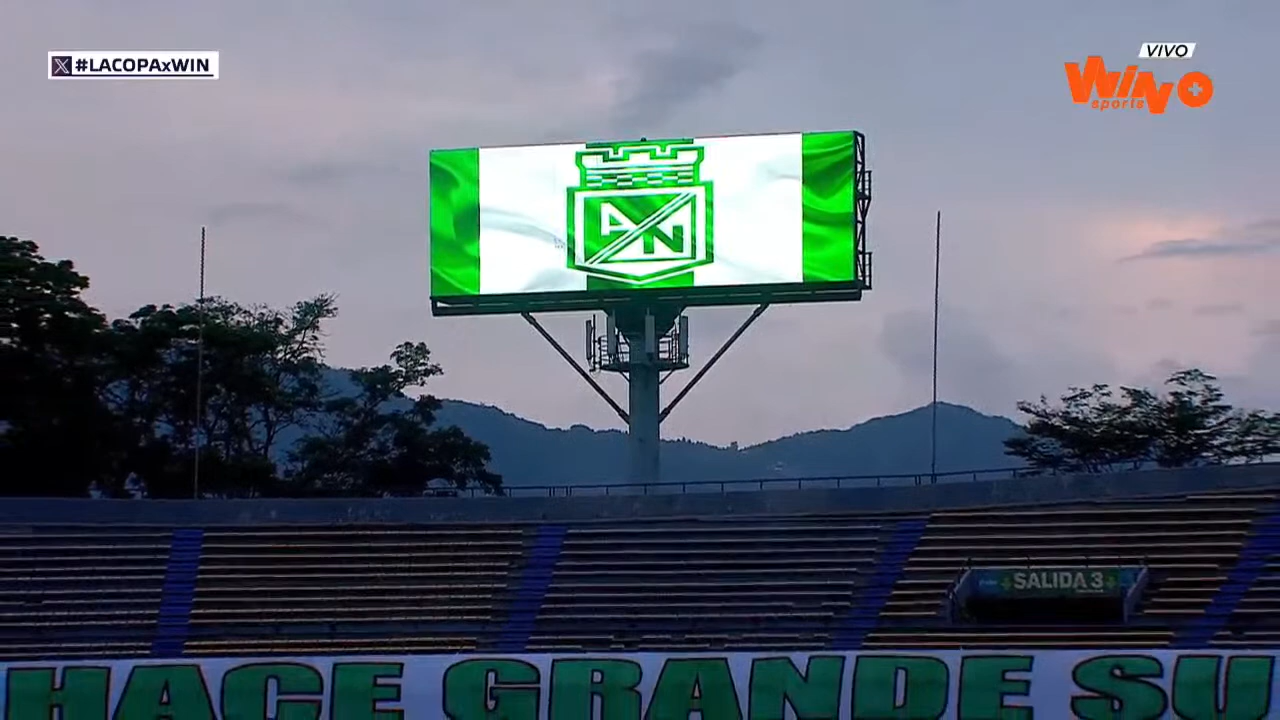 #LACOPAxWIN
VIVO
WIN+
sports
AN
SALIDA 3
HACE GRANDE SU